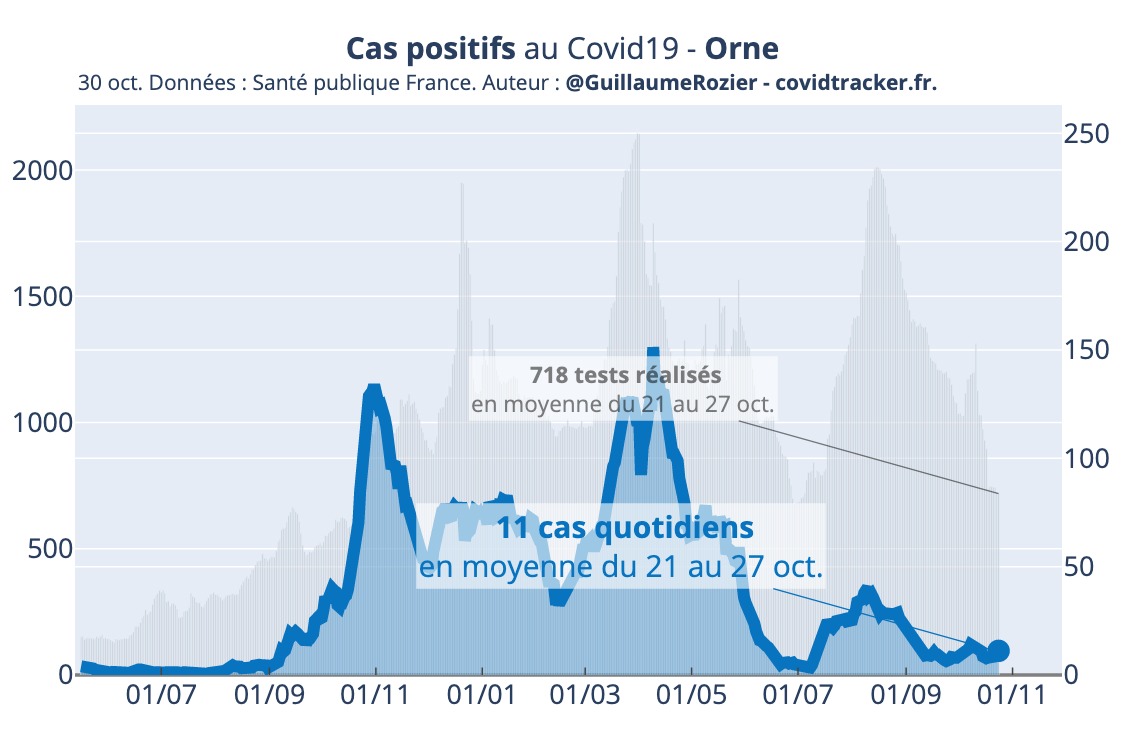 Cas positifs au Covid19 - Orne
30 oct. Données : Santé publique France. Auteur : @GuillaumeRozier - covidtracker.fr.
250
2000
200
1500
150
718 tests réalisés
en moyenne du 21 au 27 oct.
1000
100
11 cas quotidiens
500
en moyenne du 21 au 27 oct.
50
0
0
01/07 01/09 01/11 01/01 01/03 01/05 01/07 01/09 01/11